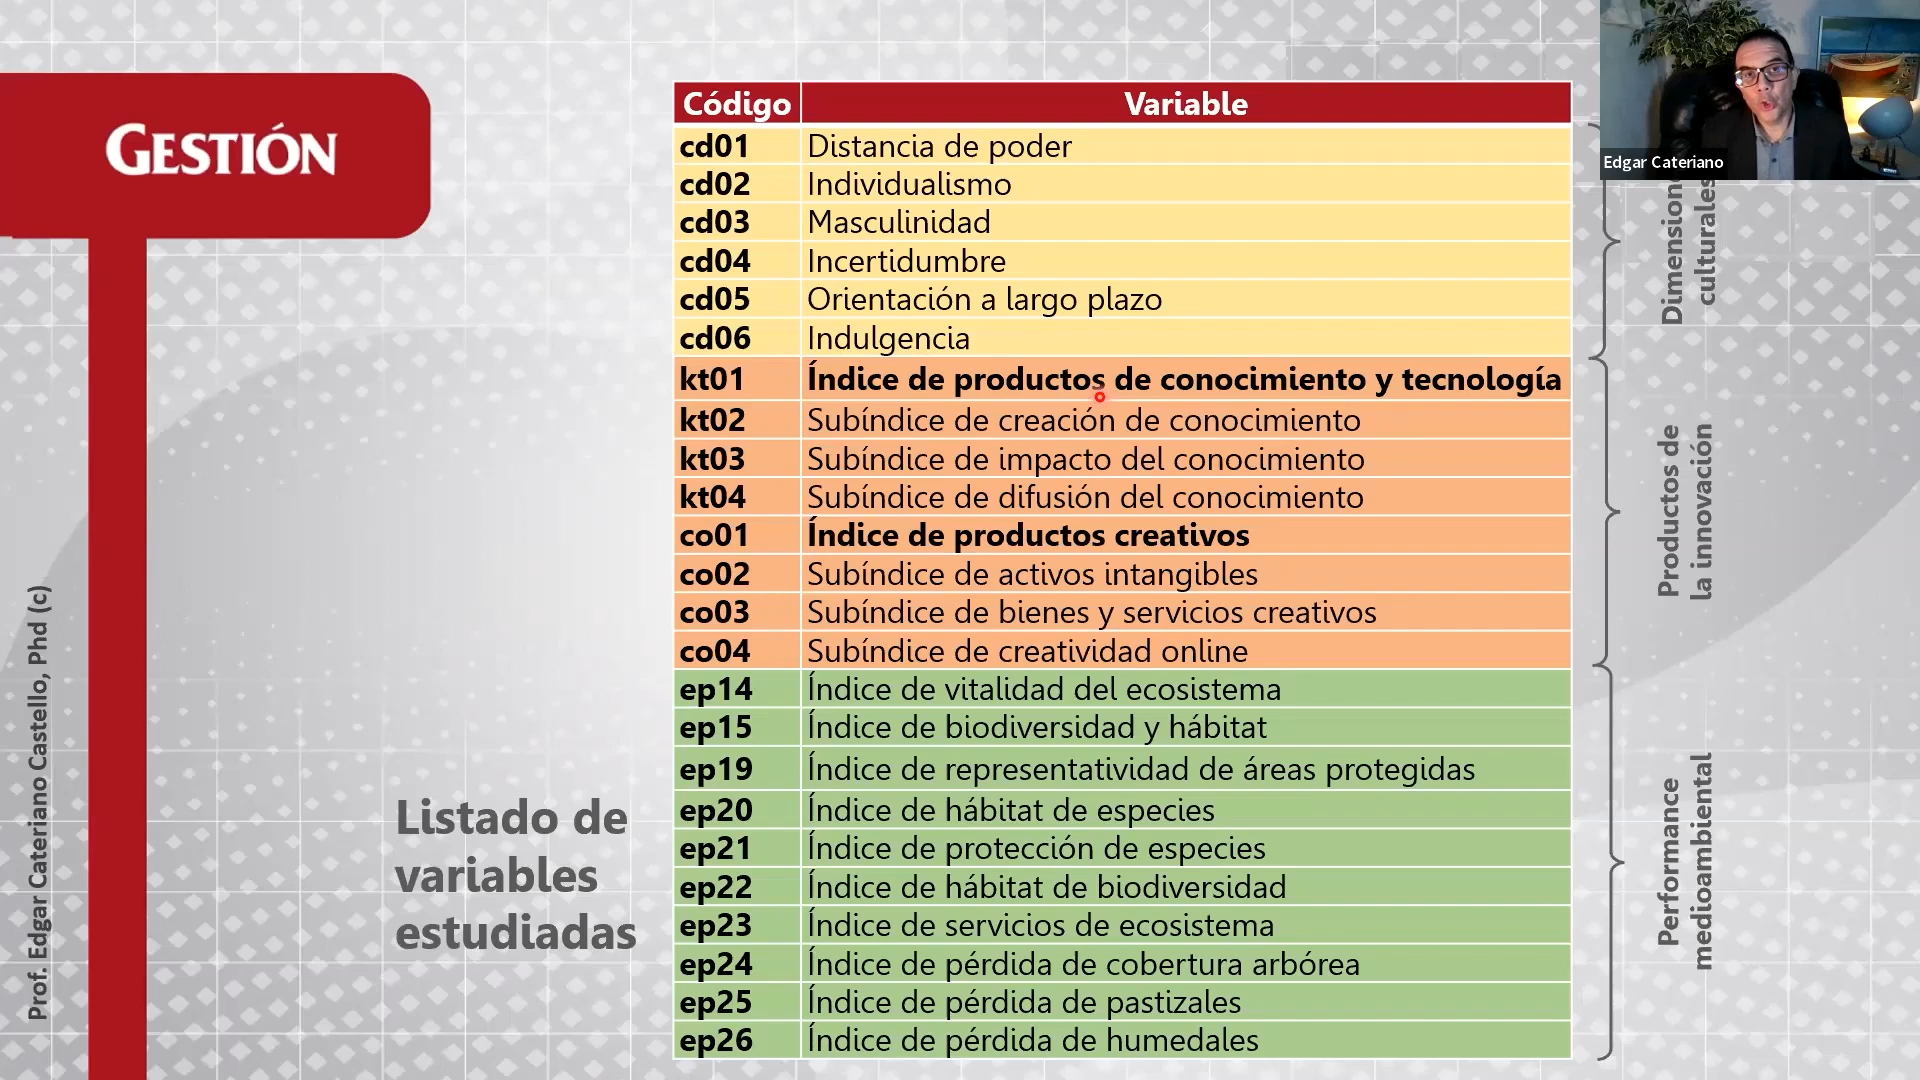 GESTIÓN
Prof. Edgar Cateriano Castello, Phd (c)
Listado de
variables
estudiadas
Código Variable
cd01 Distancia de poder
cd02 Individualismo
cd03 Masculinidad
cd04 Incertidumbre
cd05 Orientación a largo plazo
cd06 Indulgencia
kt01 Índice de productos de conocimiento y tecnología
kt02 Subíndice de creación de conocimiento
kt03 Subíndice de impacto del conocimiento
kt04 Subíndice de difusión del conocimiento
co01 Índice de productos creativos
co02 Subíndice de activos intangibles
co03 Subíndice de bienes y servicios creativos
co04 Subíndice de creatividad online
ep14 Índice de vitalidad del ecosistema
ep15 Índice de biodiversidad y hábitat
ep19 Índice de representatividad de áreas protegidas
ep20 Índice de hábitat de especies
ep21 Índice de protección de especies
ep22 Índice de hábitat de biodiversidad
ep23 Índice de servicios de ecosistema
ep24 Índice de pérdida de cobertura arbórea
ep25 Índice de pérdida de pastizales
ep26 Índice de pérdida de humedales
Edgar Cateriano
Dimension
culturales
Productos de
la innovación
Performance
medioambiental